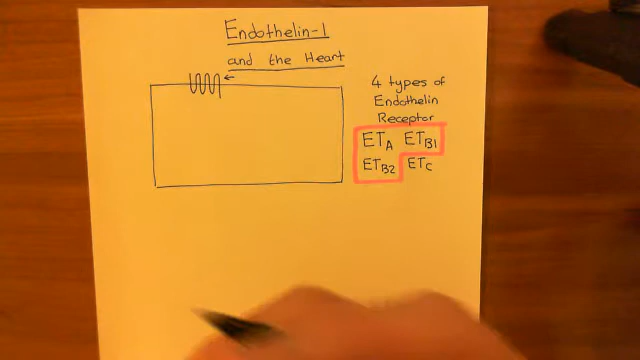 Endothelin-1
and the Heart
4 types of
Endothelin
Receptor
ETA ETB1
ETB2 ETC